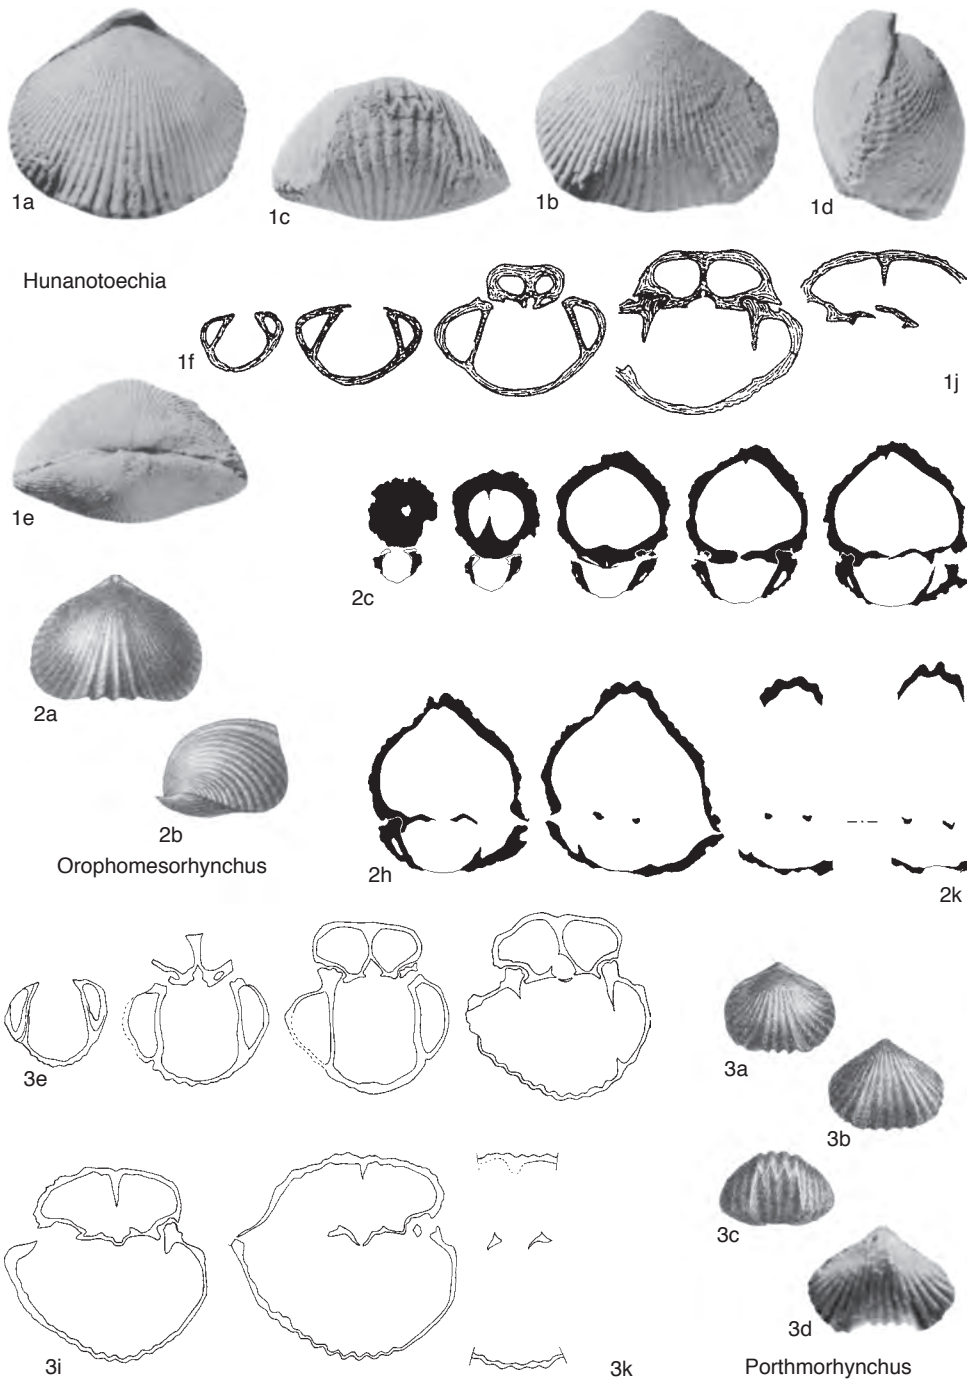 1a
1c
1b
1d
Hunanotoechia
1f
1j
1e
2c
2a
2b
Orophomesorhynchus
2h
2k
3e
3a
3b
3c
3d
3i
3k
Porthmorhynchus